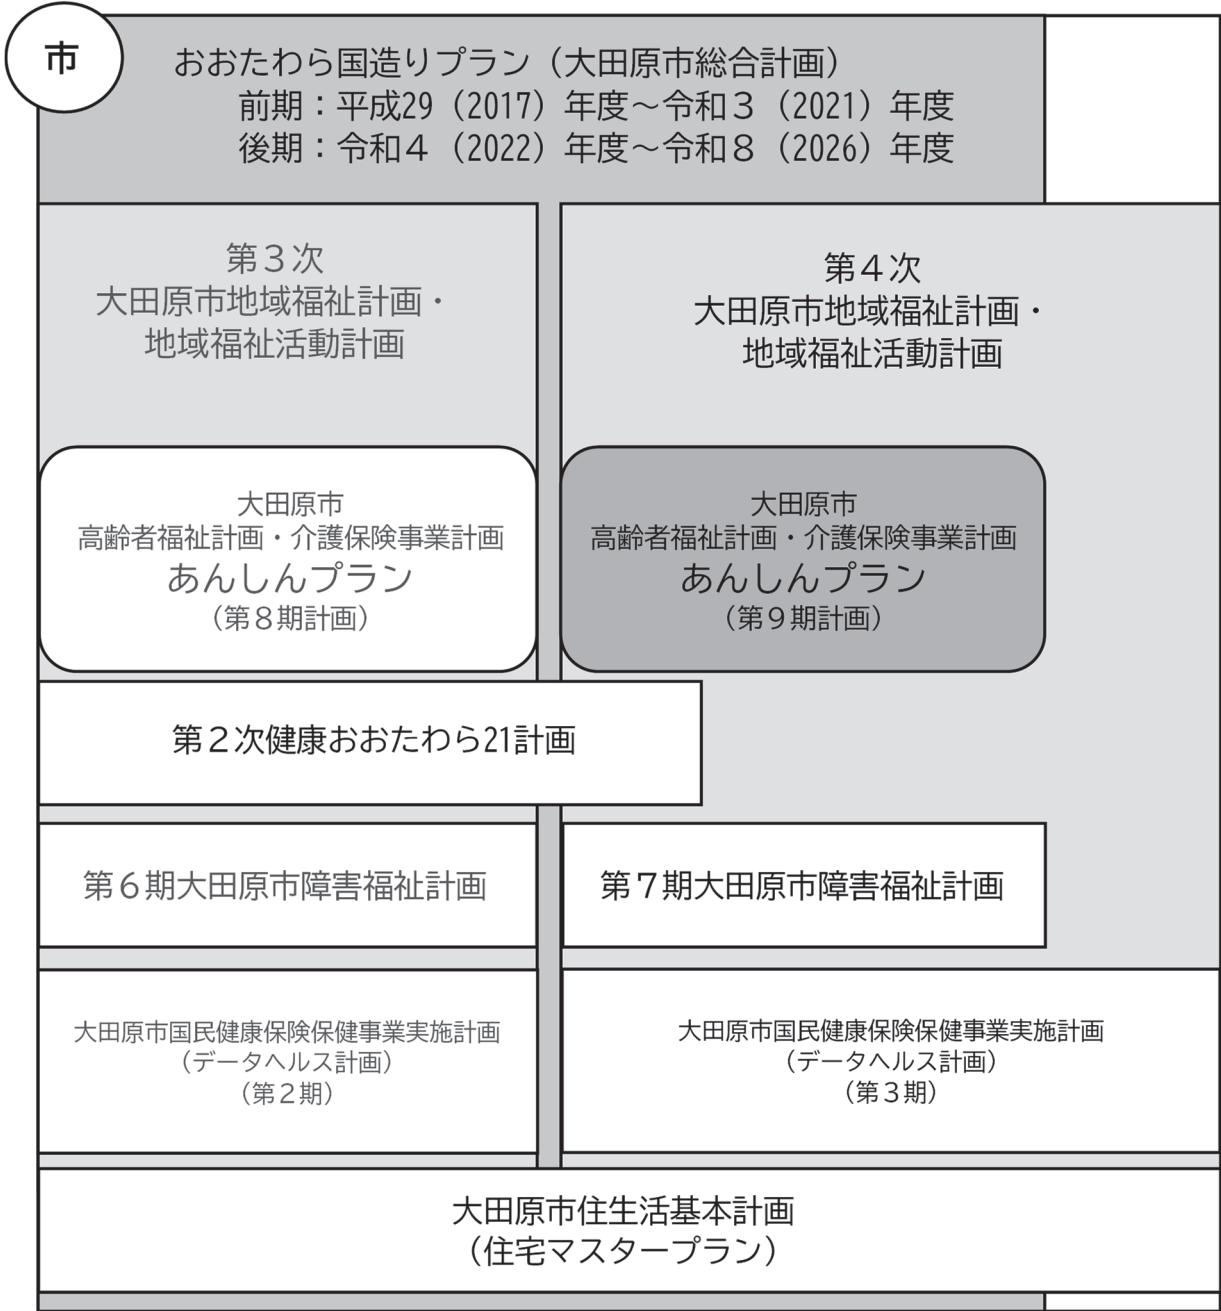 市
おおたわら国造りプラン（大田原市総合計画）
前期：平成29（2017）年度～令和３（2021）年度
後期：令和４（2022）年度～令和８（2026）年度
第３次
大田原市地域福祉計画・
地域福祉活動計画
第４次
大田原市地域福祉計画・
地域福祉活動計画
大田原市
高齢者福祉計画・介護保険事業計画
あんしんプラン
（第８期計画）
大田原市
高齢者福祉計画・介護保険事業計画
あんしんプラン
（第９期計画）
第２次健康おおたわら21計画
第６期大田原市障害福祉計画
第７期大田原市障害福祉計画
大田原市国民健康保険保健事業実施計画
（データヘルス計画）
（第２期）
大田原市国民健康保険保健事業実施計画
（データヘルス計画）
（第３期）
大田原市住生活基本計画
（住宅マスタープラン）